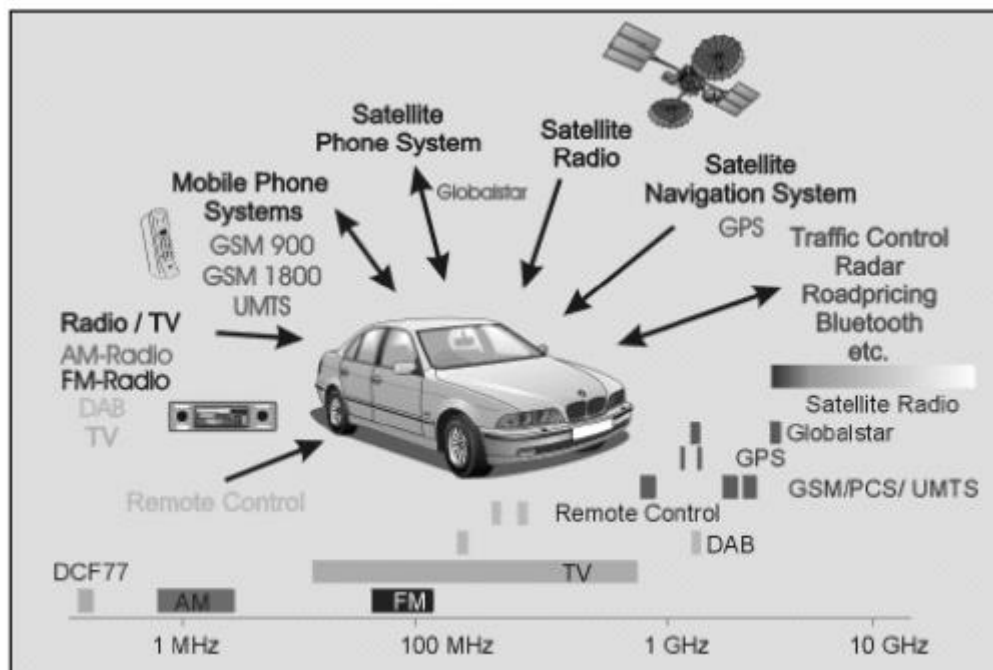 Satellite
Phone System
Satellite
Radio
Satellite
Navigation System
GPS
Globalstar
Mobile Phone
Systems
GSM 900
GSM 1800
UMTS
Traffic Control
Radar
Roadpricing
Bluetooth
etc.
Radio / TV
AM-Radio
FM-Radio
DAB
TV
Remote Control
Satellite Radio
Globalstar
GPS
GSM/PCS/ UMTS
Remote Control
DAB
DCF77
TV
AM
FM
1 MHz
100 MHz
1 GHz
10 GHz